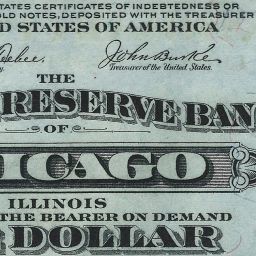 TATES CERTIFICATES OF INDEBTEDNESS OR
OLD NOTES, DEPOSITED WITH THE TREASURER
D STATES OF AMERICA
John Burke
Treasurer of the United States.
THE
RESERVE BAN
OF
ICAGO
ILLINOIS
THE BEARER ON DEMAND
DOLLAR